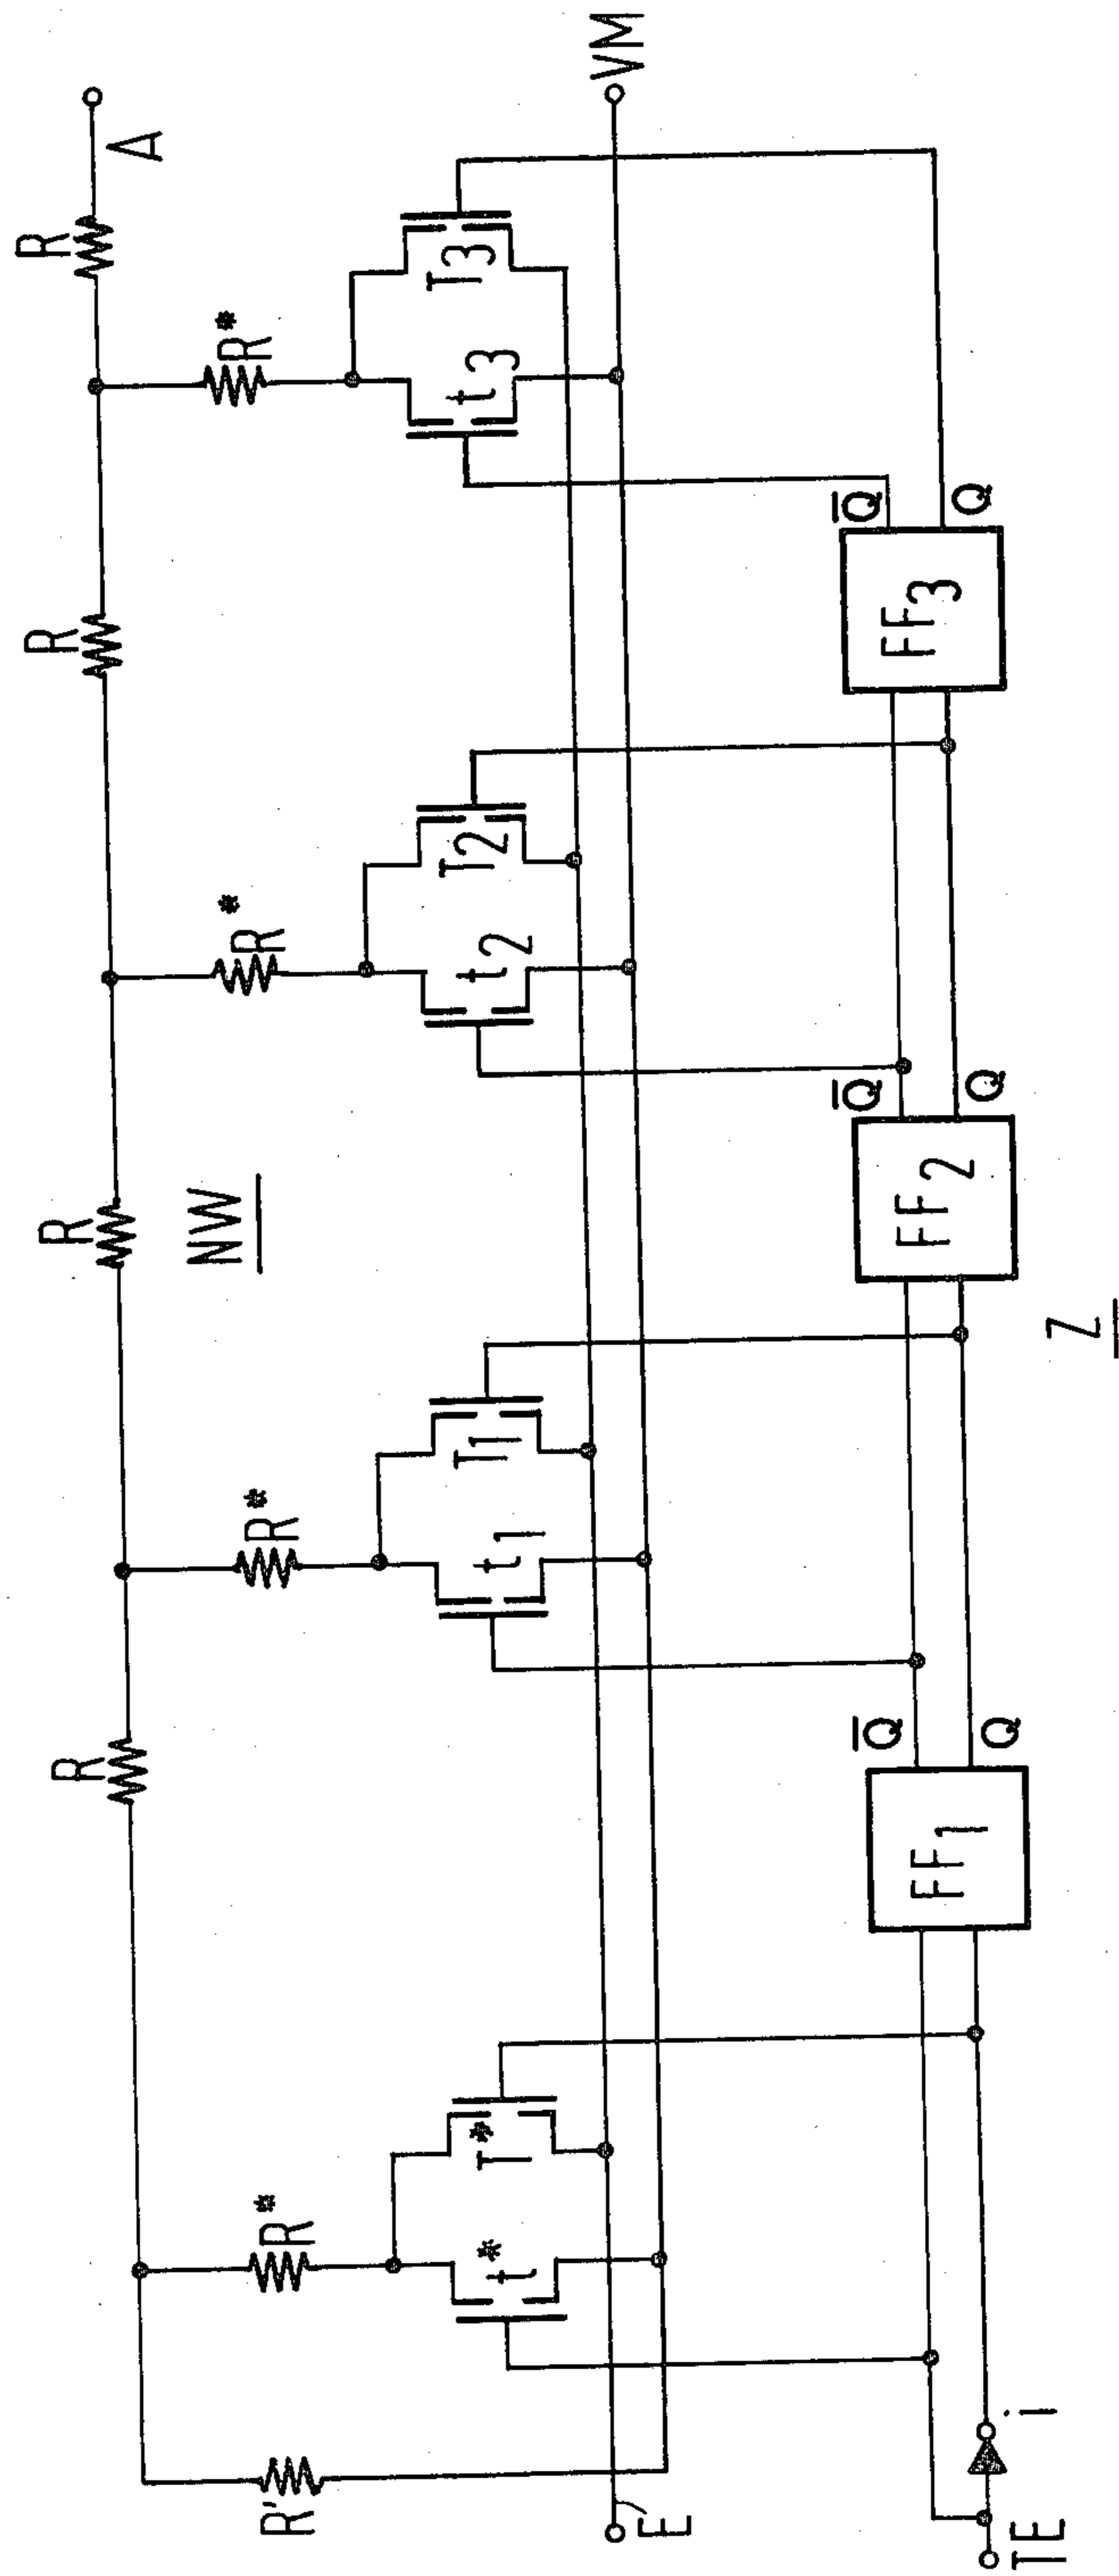 R R R R
A
R' R* R* R* R*
NW
t* T* t1 T1 t2 T2 t3 T3
E
VM
Q̅ Q̅ Q̅
FF1 FF2 FF3
Q Q Q
TE
i
Z